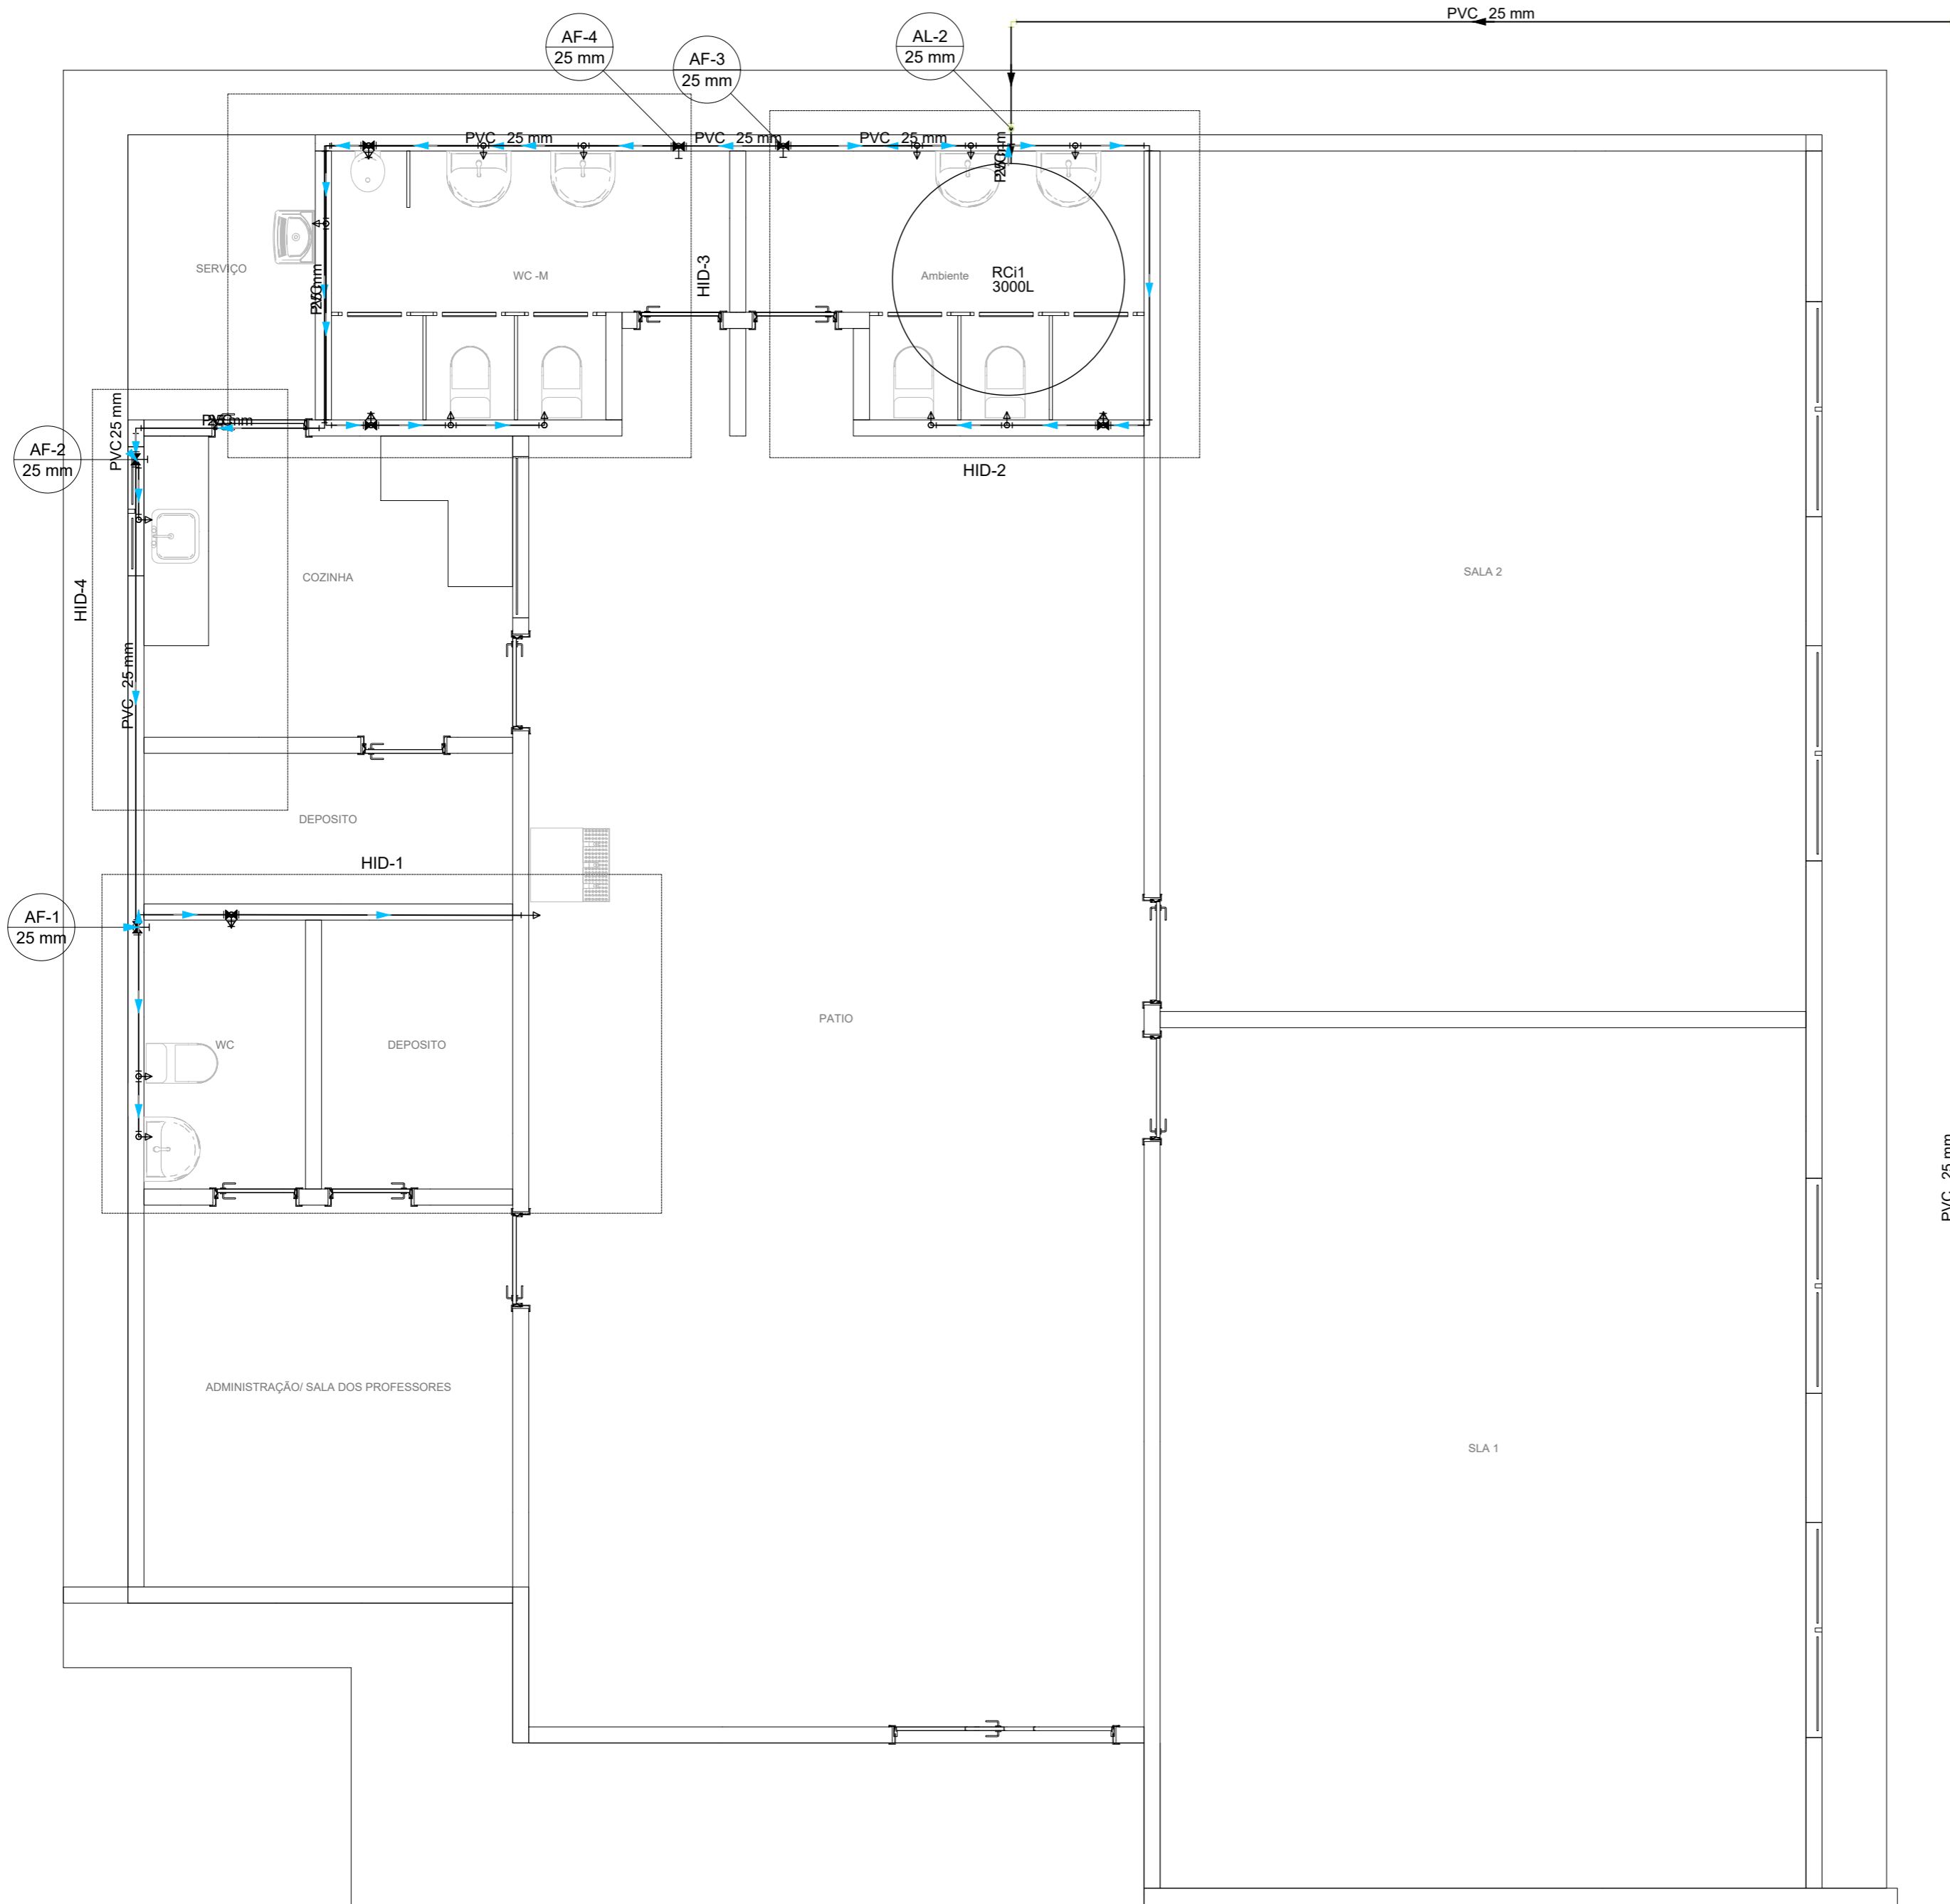 PVC 25 mm
AF-4
25 mm
AF-3
25 mm
AL-2
25 mm
PVC 25 mm
PVC 25 mm
PVC 25 mm
SERVIÇO
WC -M
HID-3
Ambiente
RCi1
3000L
PVC 25 mm
AF-2
25 mm
HID-2
HID-4
COZINHA
SALA 2
PVC 25 mm
DEPOSITO
HID-1
AF-1
25 mm
WC
DEPOSITO
PATIO
PVC 25 mm
ADMINISTRAÇÃO/ SALA DOS PROFESSORES
SLA 1